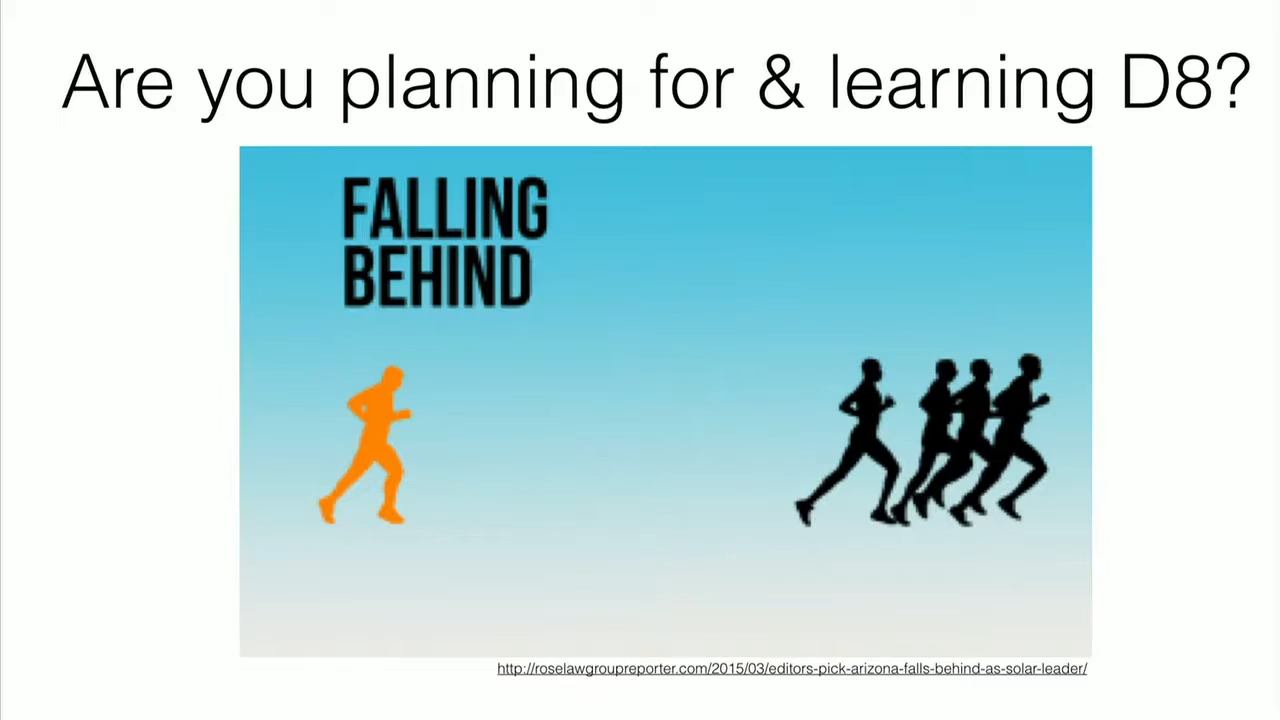 Are you planning for & learning D8?
FALLING
BEHIND
http://roselawgroupreporter.com/2015/03/editors-pick-arizona-falls-behind-as-solar-leader/